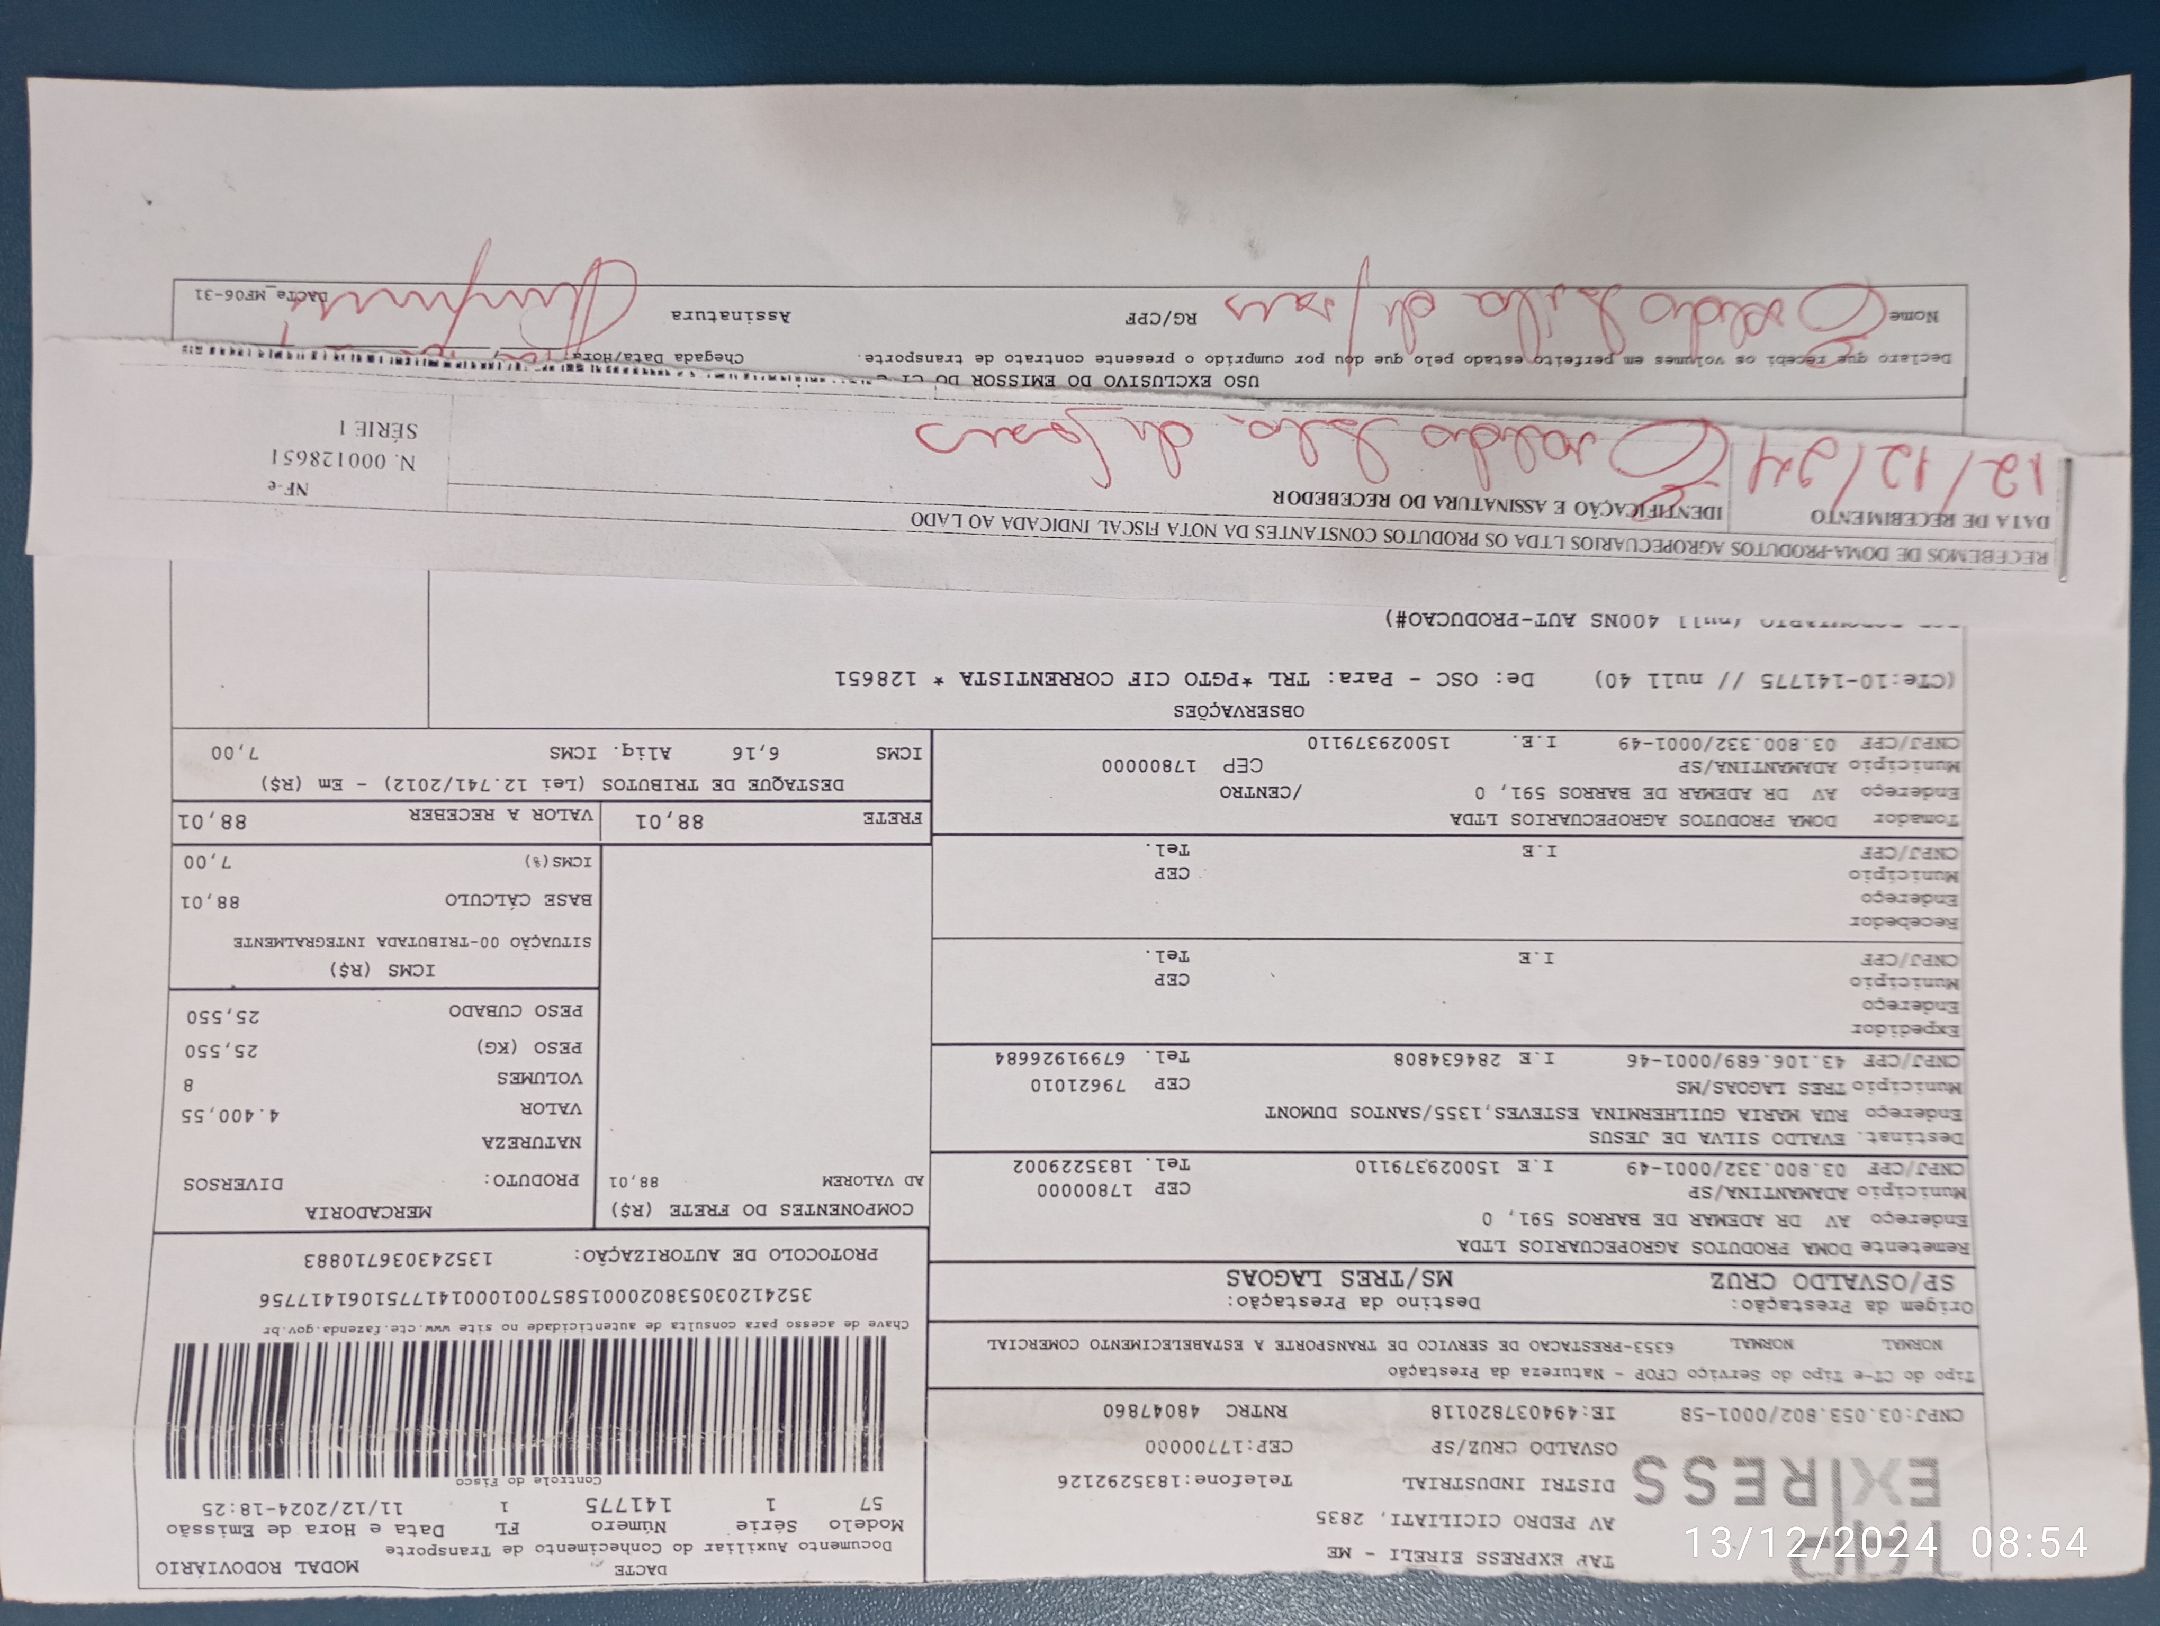 TAP EXPRESS EIRELI - ME
AV PEDRO CICILIATI, 2835
DISTRI INDUSTRIAL Telefone:1835292126
OSVALDO CRUZ/SP CEP:17700000
CNPJ:03.053.802/0001-58 IE:494037820118 RNTRC 48047860
EXPRESS
DACTE MODAL RODOVIÁRIO
Documento Auxiliar do Conhecimento de Transporte
Modelo Série Número FL Data e Hora de Emissão
57 1 141775 1 11/12/2024-18:25
Controle do Fisco
Chave de acesso para consulta de autenticidade no site www.cte.fazenda.gov.br
35241203053802000158570010001417751061417756
PROTOCOLO DE AUTORIZAÇÃO: 135243036710883
Tipo do CT-e Tipo do Serviço CFOP - Natureza da Prestação
NORMAL NORMAL 6353-PRESTACAO DE SERVICO DE TRANSPORTE A ESTABELECIMENTO COMERCIAL
Origem da Prestação: Destino da Prestação:
SP/OSVALDO CRUZ MS/TRES LAGOAS
Remetente DOMA PRODUTOS AGROPECUARIOS LTDA
Endereço AV DR ADEMAR DE BARROS 591, 0
Município ADAMANTINA/SP CEP 17800000
CNPJ/CPF 03.800.332/0001-49 I.E 150029379110 Tel. 1835229002
Destinat. EVALDO SILVA DE JESUS
Endereço RUA MARIA GUILHERMINA ESTEVES,1355/SANTOS DUMONT
Município TRES LAGOAS/MS CEP 79621010
CNPJ/CPF 43.106.689/0001-46 I.E 284634808 Tel. 67991926684
Expedidor
Endereço
Município CEP
CNPJ/CPF I.E Tel.
Recebedor
Endereço
Município CEP
CNPJ/CPF I.E Tel.
Tomador DOMA PRODUTOS AGROPECUARIOS LTDA
Endereço AV DR ADEMAR DE BARROS 591, 0 /CENTRO
Município ADAMANTINA/SP CEP 17800000
CNPJ/CPF 03.800.332/0001-49 I.E. 150029379110
COMPONENTES DO FRETE (R$)
AD VALOREM 88,01
MERCADORIA
PRODUTO: DIVERSOS
NATUREZA
VALOR 4.400,55
VOLUMES 8
PESO (KG) 25,550
PESO CUBADO 25,550
ICMS (R$)
SITUAÇÃO 00-TRIBUTADA INTEGRALMENTE
BASE CÁLCULO 88,01
ICMS(%) 7,00
FRETE 88,01 VALOR A RECEBER 88,01
DESTAQUE DE TRIBUTOS (Lei 12.741/2012) - Em (R$)
ICMS 6,16 Aliq. ICMS 7,00
OBSERVAÇÕES
(CTe:10-141775 // null 40) De: OSC - Para: TRL *PGTO CIF CORRENTISTA * 128651
(null 400NS AUT-PRODUCAO#)
RECEBEMOS DE DOMA-PRODUTOS AGROPECUARIOS LTDA OS PRODUTOS CONSTANTES DA NOTA FISCAL INDICADA AO LADO
DATA DE RECEBIMENTO IDENTIFICAÇÃO E ASSINATURA DO RECEBEDOR
12/12/24 Evaldo Silva de Jesus
NF-e
N. 000128651
SÉRIE 1
USO EXCLUSIVO DO EMISSOR DO CT-e
Declaro que recebi os volumes em perfeito estado pelo que dou por cumprido o presente contrato de transporte. Chegada Data/Hora:
Nome Evaldo Silva de Jesus RG/CPF Assinatura
DACTe_MF06-31
13/12/2024 08:54